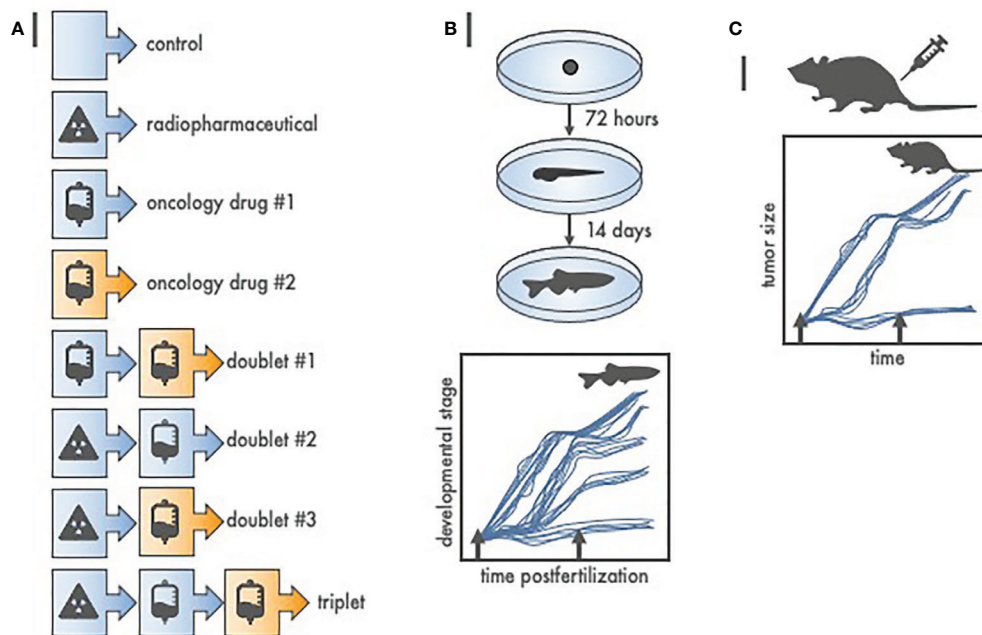 A
control
radiopharmaceutical
oncology drug #1
oncology drug #2
doublet #1
doublet #2
doublet #3
triplet
B
72 hours
14 days
developmental stage
time postfertilization
C
tumor size
time